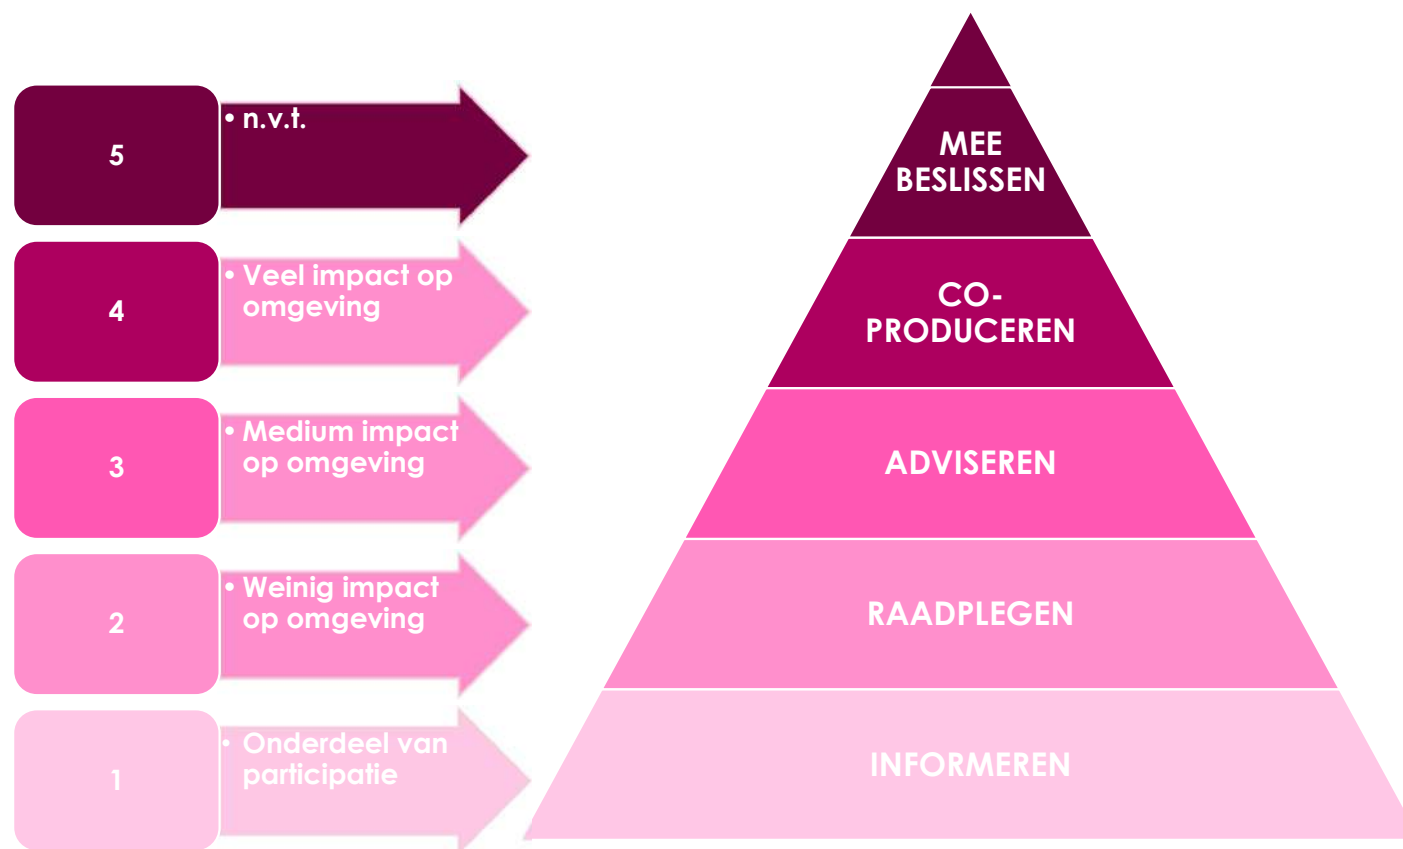 5
• n.v.t.
4
• Veel impact op
omgeving
3
• Medium impact
op omgeving
2
• Weinig impact
op omgeving
1
• Onderdeel van
participatie
MEE
BESLISSEN
CO-
PRODUCEREN
ADVISEREN
RAADPLEGEN
INFORMEREN